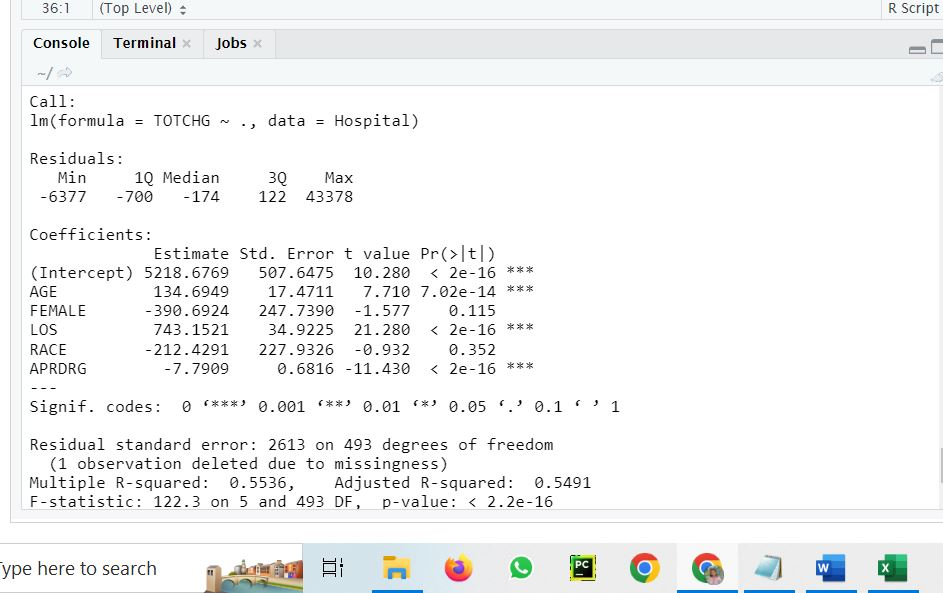 36:1 (Top Level) R Script
Console Terminal Jobs
~/
Call:
lm(formula = TOTCHG ~ ., data = Hospital)
Residuals:
Min 1Q Median 3Q Max
-6377 -700 -174 122 43378
Coefficients:
Estimate Std. Error t value Pr(>|t|)
(Intercept) 5218.6769 507.6475 10.280 < 2e-16 ***
AGE 134.6949 17.4711 7.710 7.02e-14 ***
FEMALE -390.6924 247.7390 -1.577 0.115
LOS 743.1521 34.9225 21.280 < 2e-16 ***
RACE -212.4291 227.9326 -0.932 0.352
APRDRG -7.7909 0.6816 -11.430 < 2e-16 ***
---
Signif. codes: 0 ‘***’ 0.001 ‘**’ 0.01 ‘*’ 0.05 ‘.’ 0.1 ‘ ’ 1
Residual standard error: 2613 on 493 degrees of freedom
(1 observation deleted due to missingness)
Multiple R-squared: 0.5536, Adjusted R-squared: 0.5491
F-statistic: 122.3 on 5 and 493 DF, p-value: < 2.2e-16
Type here to search
PC
W
X